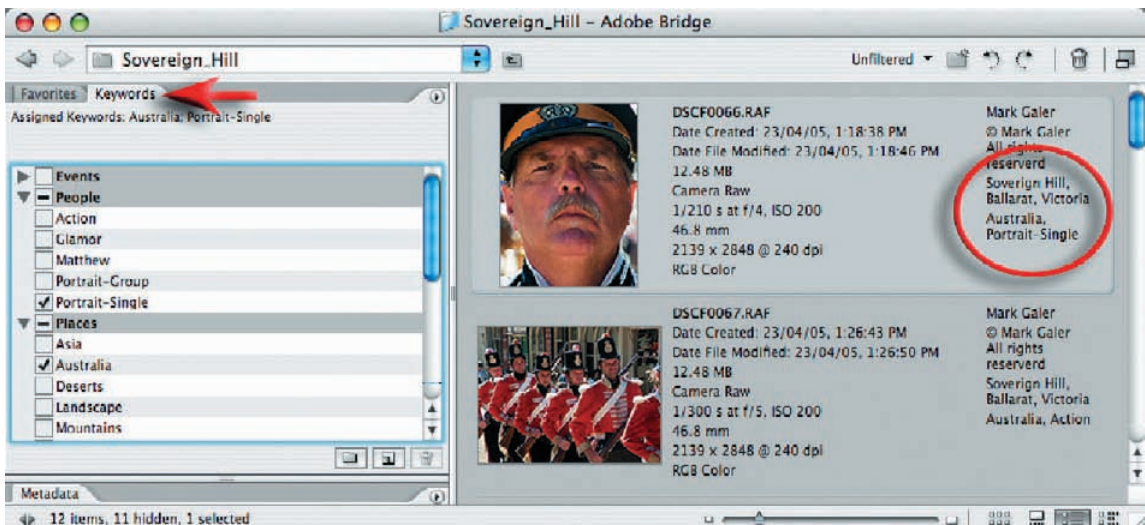 Sovereign_Hill – Adobe Bridge
Sovereign_Hill
Unfiltered
Favorites Keywords
Assigned Keywords: Australia; Portrait-Single
Events
People
Action
Glamor
Matthew
Portrait-Group
Portrait-Single
Places
Asia
Australia
Deserts
Landscape
Mountains
Metadata
12 items, 11 hidden, 1 selected
DSCF0066.RAF
Date Created: 23/04/05, 1:18:38 PM
Date File Modified: 23/04/05, 1:18:46 PM
12.48 MB
Camera Raw
1/210 s at f/4, ISO 200
46.8 mm
2139 x 2848 @ 240 dpi
RGB Color
Mark Galer
© Mark Galer
All rights
reserverd
Soverign Hill,
Ballarat, Victoria
Australia,
Portrait-Single
DSCF0067.RAF
Date Created: 23/04/05, 1:26:43 PM
Date File Modified: 23/04/05, 1:26:50 PM
12.48 MB
Camera Raw
1/300 s at f/5, ISO 200
46.8 mm
2139 x 2848 @ 240 dpi
RGB Color
Mark Galer
© Mark Galer
All rights
reserverd
Soverign Hill,
Ballarat, Victoria
Australia, Action